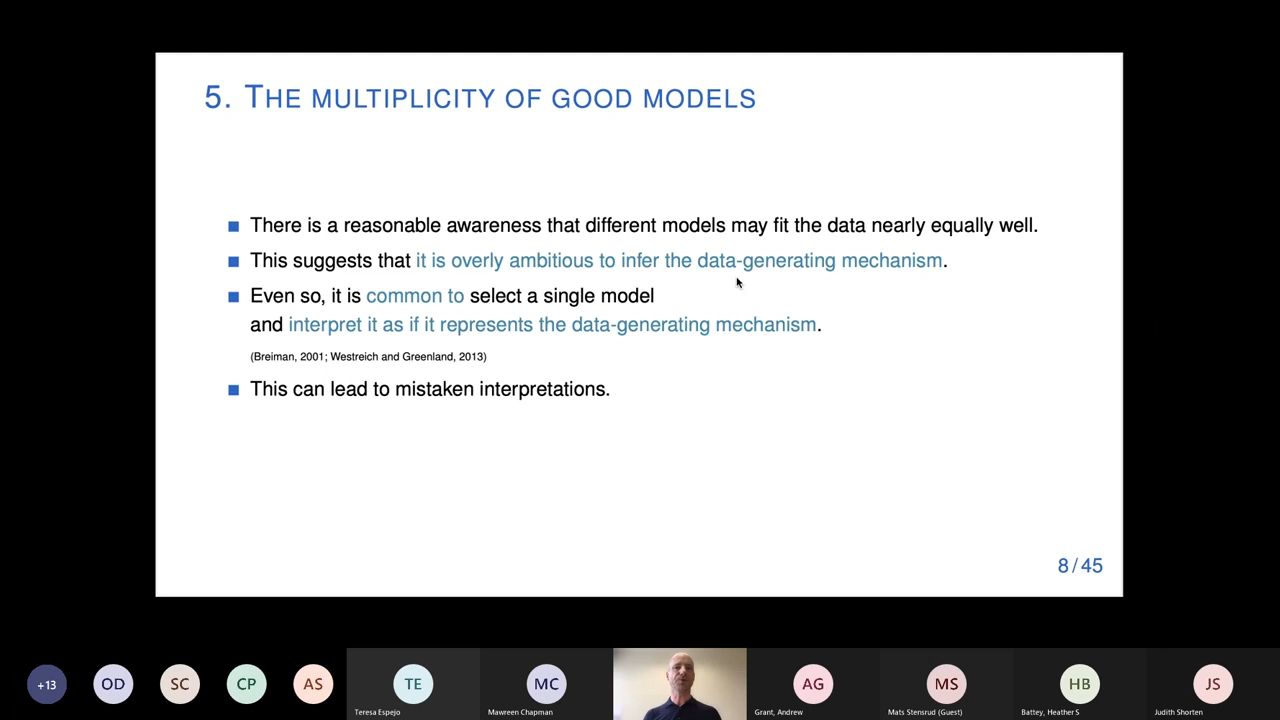 5. THE MULTIPLICITY OF GOOD MODELS
There is a reasonable awareness that different models may fit the data nearly equally well.
This suggests that it is overly ambitious to infer the data-generating mechanism.
Even so, it is common to select a single model
and interpret it as if it represents the data-generating mechanism.
(Breiman, 2001; Westreich and Greenland, 2013)
This can lead to mistaken interpretations.
8/45
+13
OD
SC
CP
AS
TE
MC
AG
MS
HB
JS
Teresa Espejo
Mawreen Chapman
Grant, Andrew
Mats Stensrud (Guest)
Battey, Heather S
Judith Shorten